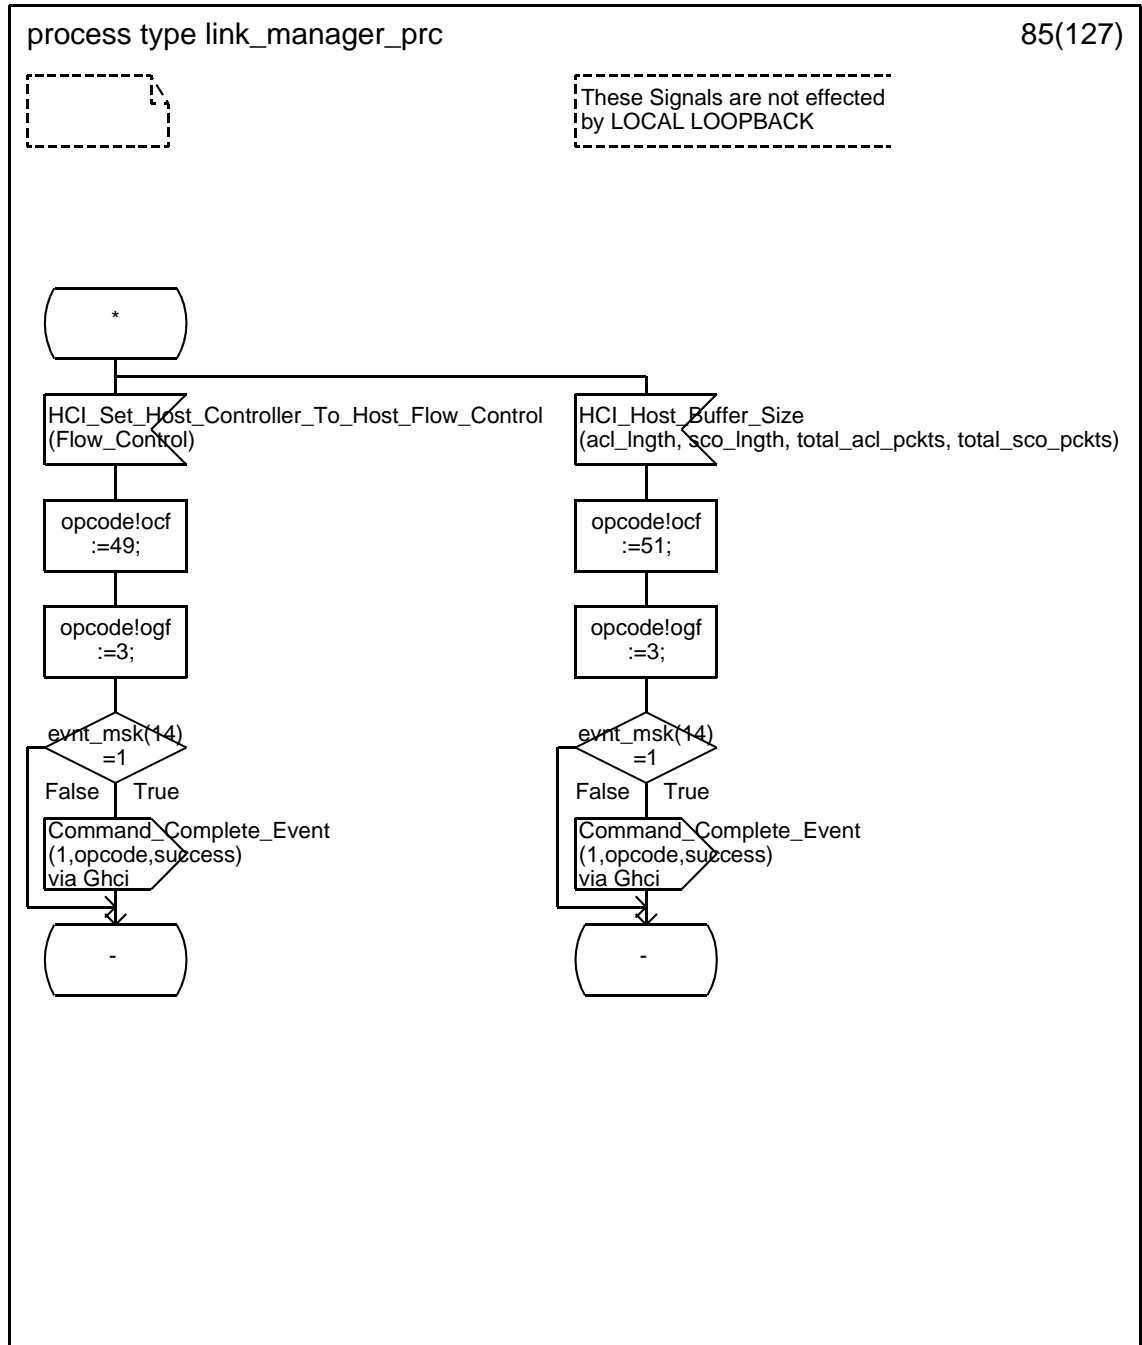 process type link_manager_prc
85(127)
These Signals are not effected
by LOCAL LOOPBACK
*
HCI_Set_Host_Controller_To_Host_Flow_Control
(Flow_Control)
opcode!ocf
:=49;
opcode!ogf
:=3;
evnt_msk(14)
=1
False
True
Command_Complete_Event
(1,opcode,success)
via Ghci
-
HCI_Host_Buffer_Size
(acl_lngth, sco_lngth, total_acl_pckts, total_sco_pckts)
opcode!ocf
:=51;
opcode!ogf
:=3;
evnt_msk(14)
=1
False
True
Command_Complete_Event
(1,opcode,success)
via Ghci
-